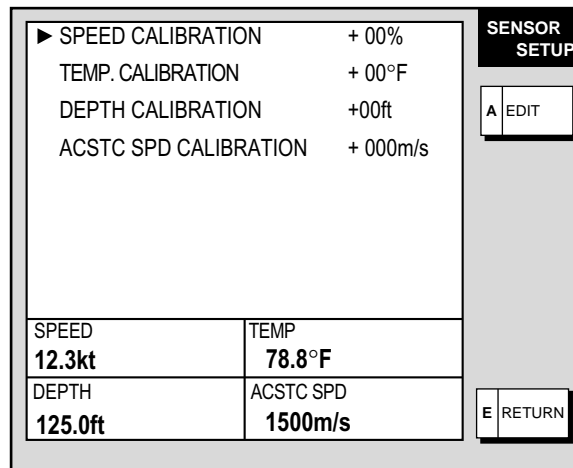 ▶ SPEED CALIBRATION + 00%
TEMP. CALIBRATION + 00°F
DEPTH CALIBRATION +00ft
ACSTC SPD CALIBRATION + 000m/s
SENSOR
SETUP
A EDIT
SPEED
12.3kt
TEMP
78.8°F
DEPTH
125.0ft
ACSTC SPD
1500m/s
E RETURN